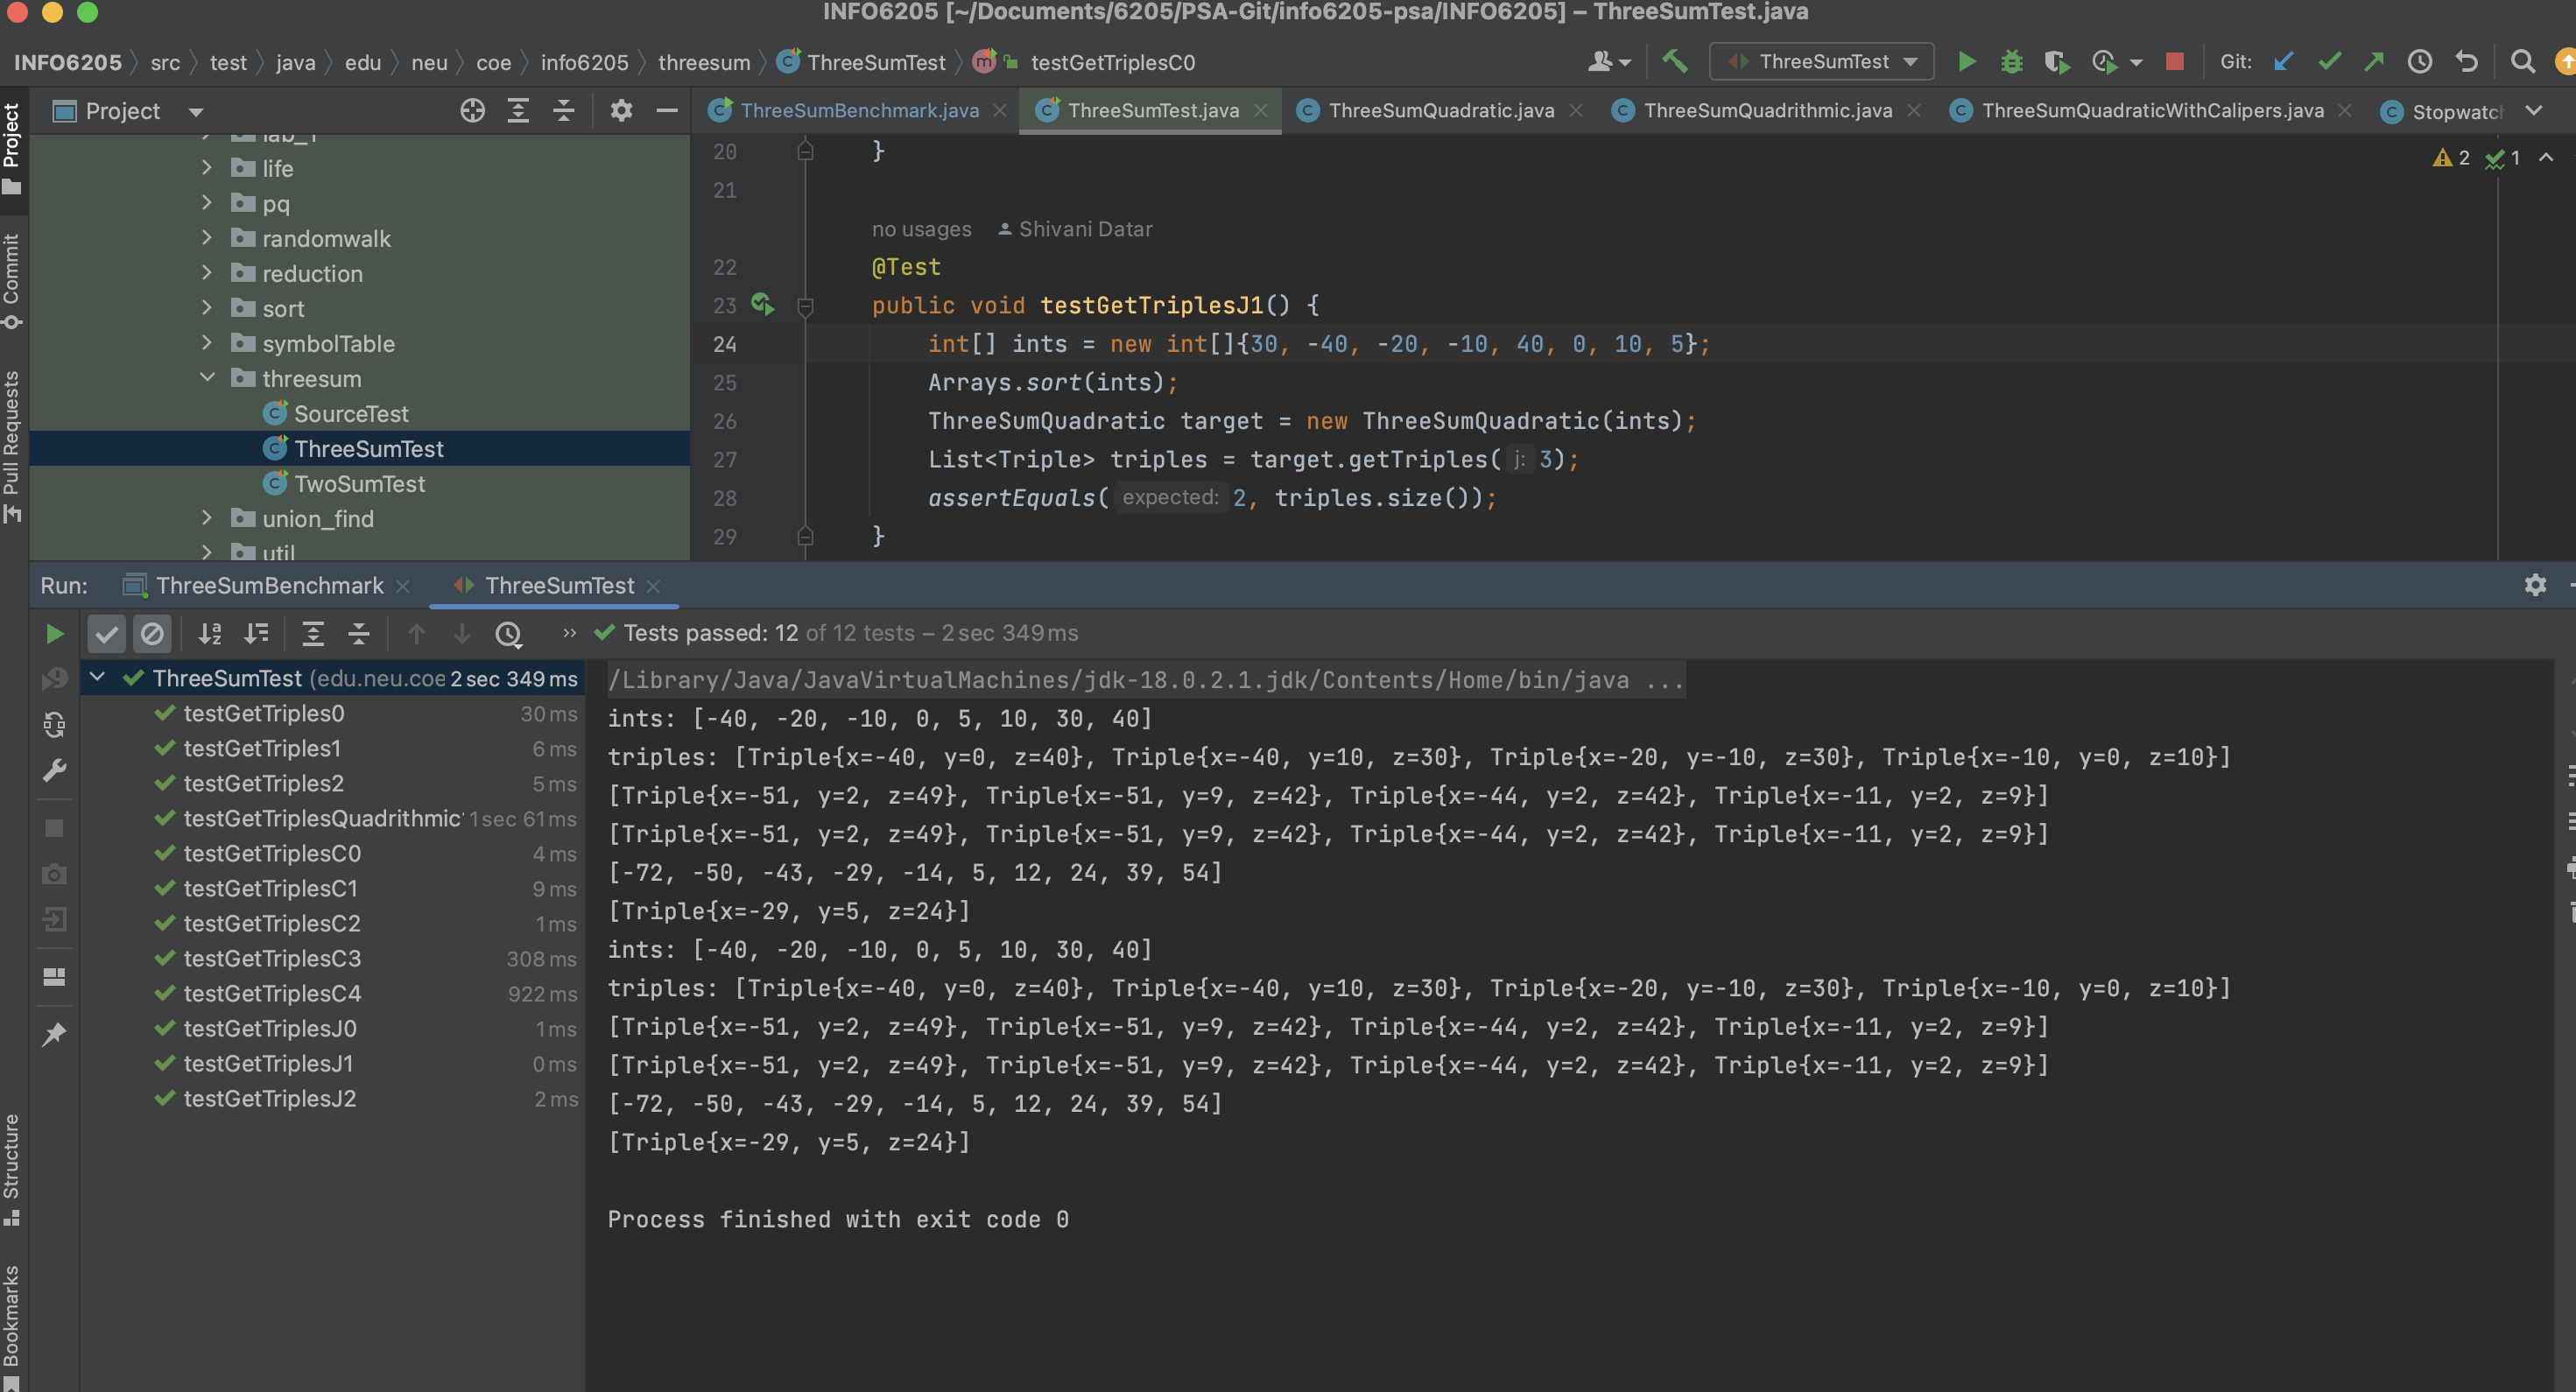 INFO6205 [~/Documents/6205/PSA-Git/info6205-psa/INFO6205] – ThreeSumTest.java
INFO6205 src test java edu neu coe info6205 threesum ThreeSumTest testGetTriplesC0
ThreeSumTest Git:
Project
ThreeSumBenchmark.java ThreeSumTest.java ThreeSumQuadratic.java ThreeSumQuadrithmic.java ThreeSumQuadraticWithCalipers.java Stopwatc
Project
Commit
Pull Requests
Structure
Bookmarks
lab_1
life
pq
randomwalk
reduction
sort
symbolTable
threesum
SourceTest
ThreeSumTest
TwoSumTest
union_find
util
2 1
20 }
21
no usages Shivani Datar
22 @Test
23 public void testGetTriplesJ1() {
24 int[] ints = new int[]{30, -40, -20, -10, 40, 0, 10, 5};
25 Arrays.sort(ints);
26 ThreeSumQuadratic target = new ThreeSumQuadratic(ints);
27 List<Triple> triples = target.getTriples( j: 3);
28 assertEquals( expected: 2, triples.size());
29 }
Run: ThreeSumBenchmark ThreeSumTest
Tests passed: 12 of 12 tests – 2 sec 349 ms
ThreeSumTest (edu.neu.coe 2 sec 349 ms
testGetTriples0 30 ms
testGetTriples1 6 ms
testGetTriples2 5 ms
testGetTriplesQuadrithmic 1 sec 61 ms
testGetTriplesC0 4 ms
testGetTriplesC1 9 ms
testGetTriplesC2 1 ms
testGetTriplesC3 308 ms
testGetTriplesC4 922 ms
testGetTriplesJ0 1 ms
testGetTriplesJ1 0 ms
testGetTriplesJ2 2 ms
/Library/Java/JavaVirtualMachines/jdk-18.0.2.1.jdk/Contents/Home/bin/java ...
ints: [-40, -20, -10, 0, 5, 10, 30, 40]
triples: [Triple{x=-40, y=0, z=40}, Triple{x=-40, y=10, z=30}, Triple{x=-20, y=-10, z=30}, Triple{x=-10, y=0, z=10}]
[Triple{x=-51, y=2, z=49}, Triple{x=-51, y=9, z=42}, Triple{x=-44, y=2, z=42}, Triple{x=-11, y=2, z=9}]
[Triple{x=-51, y=2, z=49}, Triple{x=-51, y=9, z=42}, Triple{x=-44, y=2, z=42}, Triple{x=-11, y=2, z=9}]
[-72, -50, -43, -29, -14, 5, 12, 24, 39, 54]
[Triple{x=-29, y=5, z=24}]
ints: [-40, -20, -10, 0, 5, 10, 30, 40]
triples: [Triple{x=-40, y=0, z=40}, Triple{x=-40, y=10, z=30}, Triple{x=-20, y=-10, z=30}, Triple{x=-10, y=0, z=10}]
[Triple{x=-51, y=2, z=49}, Triple{x=-51, y=9, z=42}, Triple{x=-44, y=2, z=42}, Triple{x=-11, y=2, z=9}]
[Triple{x=-51, y=2, z=49}, Triple{x=-51, y=9, z=42}, Triple{x=-44, y=2, z=42}, Triple{x=-11, y=2, z=9}]
[-72, -50, -43, -29, -14, 5, 12, 24, 39, 54]
[Triple{x=-29, y=5, z=24}]
Process finished with exit code 0